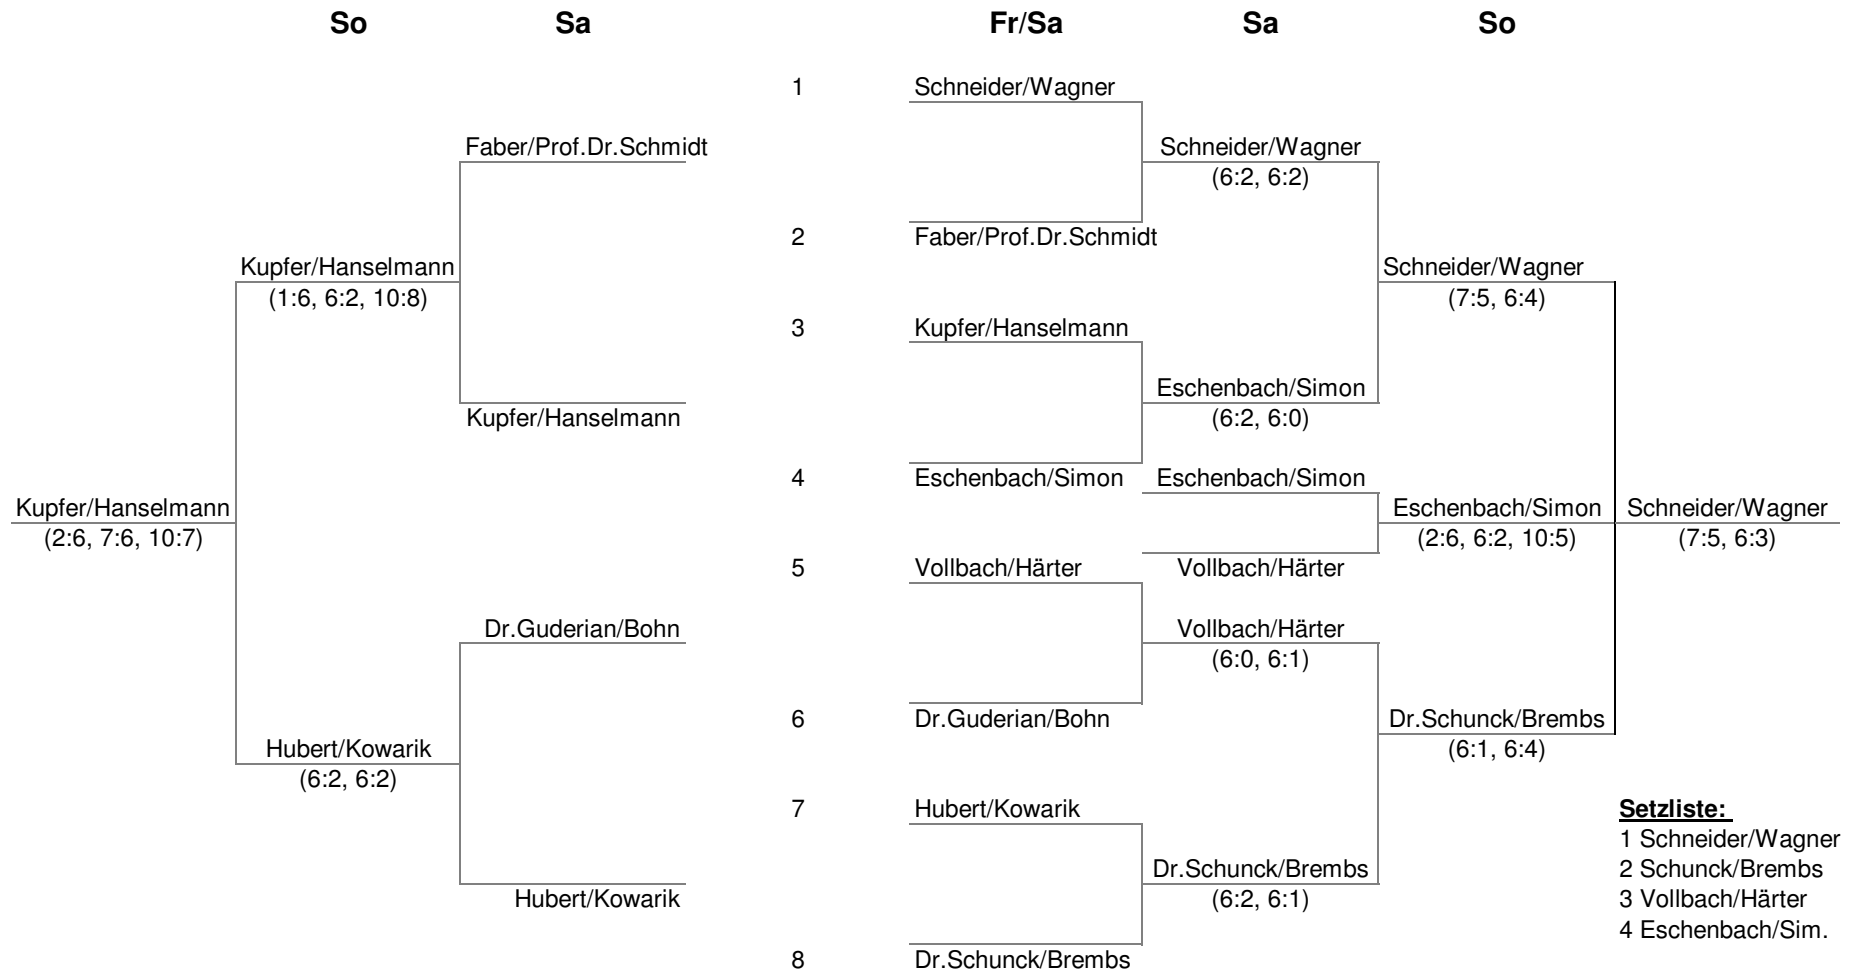 So Sa Fr/Sa Sa So
1 Schneider/Wagner
Faber/Prof.Dr.Schmidt Schneider/Wagner
(6:2, 6:2)
2 Faber/Prof.Dr.Schmidt
Kupfer/Hanselmann Schneider/Wagner
(1:6, 6:2, 10:8) (7:5, 6:4)
3 Kupfer/Hanselmann
Eschenbach/Simon
Kupfer/Hanselmann (6:2, 6:0)
4 Eschenbach/Simon Eschenbach/Simon
Kupfer/Hanselmann Eschenbach/Simon Schneider/Wagner
(2:6, 7:6, 10:7) (2:6, 6:2, 10:5) (7:5, 6:3)
5 Vollbach/Härter Vollbach/Härter
Dr.Guderian/Bohn Vollbach/Härter
(6:0, 6:1)
6 Dr.Guderian/Bohn Dr.Schunck/Brembs
Hubert/Kowarik (6:1, 6:4)
(6:2, 6:2)
7 Hubert/Kowarik Setzliste:
1 Schneider/Wagner
Dr.Schunck/Brembs 2 Schunck/Brembs
Hubert/Kowarik (6:2, 6:1) 3 Vollbach/Härter
4 Eschenbach/Sim.
8 Dr.Schunck/Brembs